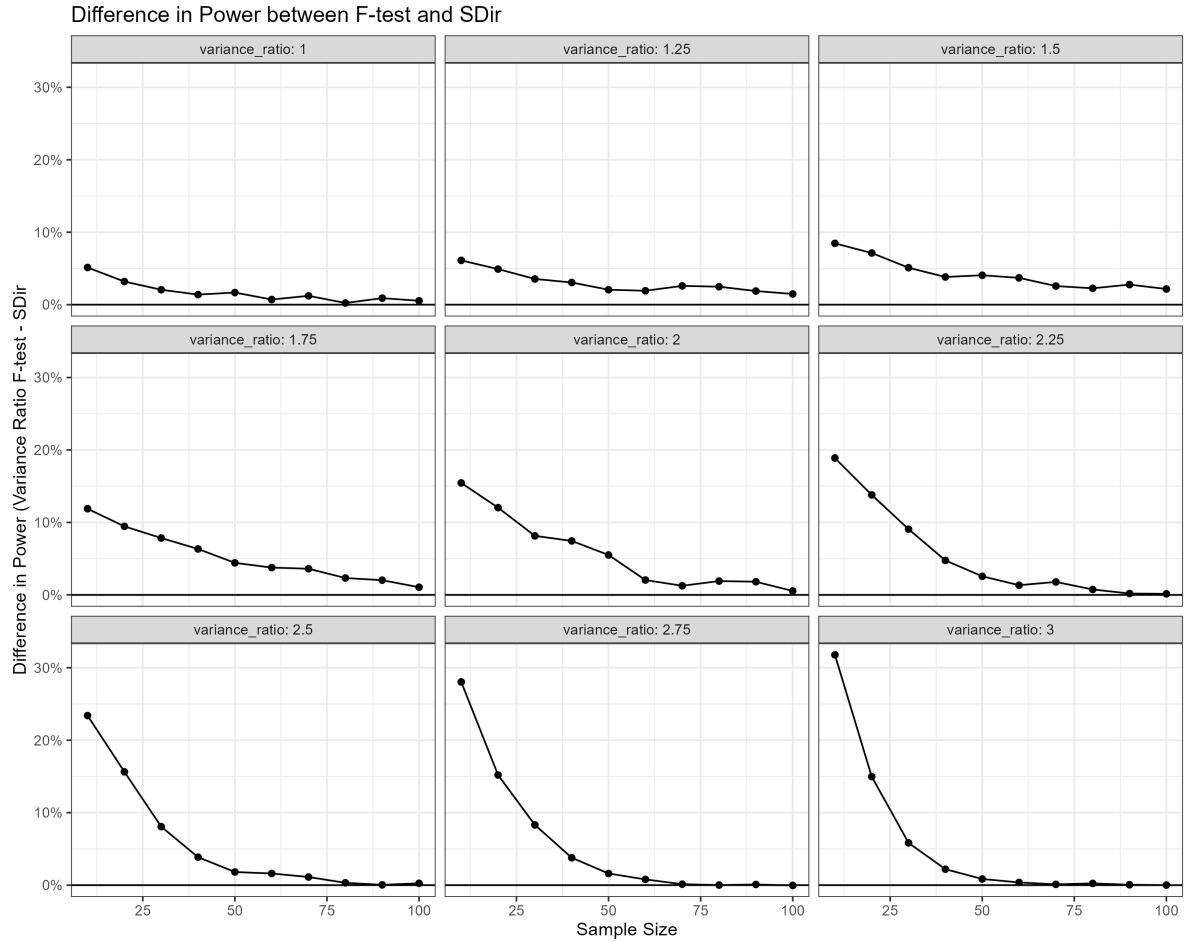 Difference in Power between F-test and SDir
variance_ratio: 1
variance_ratio: 1.25
variance_ratio: 1.5
30%
20%
10%
0%
variance_ratio: 1.75
variance_ratio: 2
variance_ratio: 2.25
30%
20%
10%
0%
variance_ratio: 2.5
variance_ratio: 2.75
variance_ratio: 3
30%
20%
10%
0%
25 50 75 100
25 50 75 100
25 50 75 100
Sample Size
Difference in Power (Variance Ratio F-test - SDir